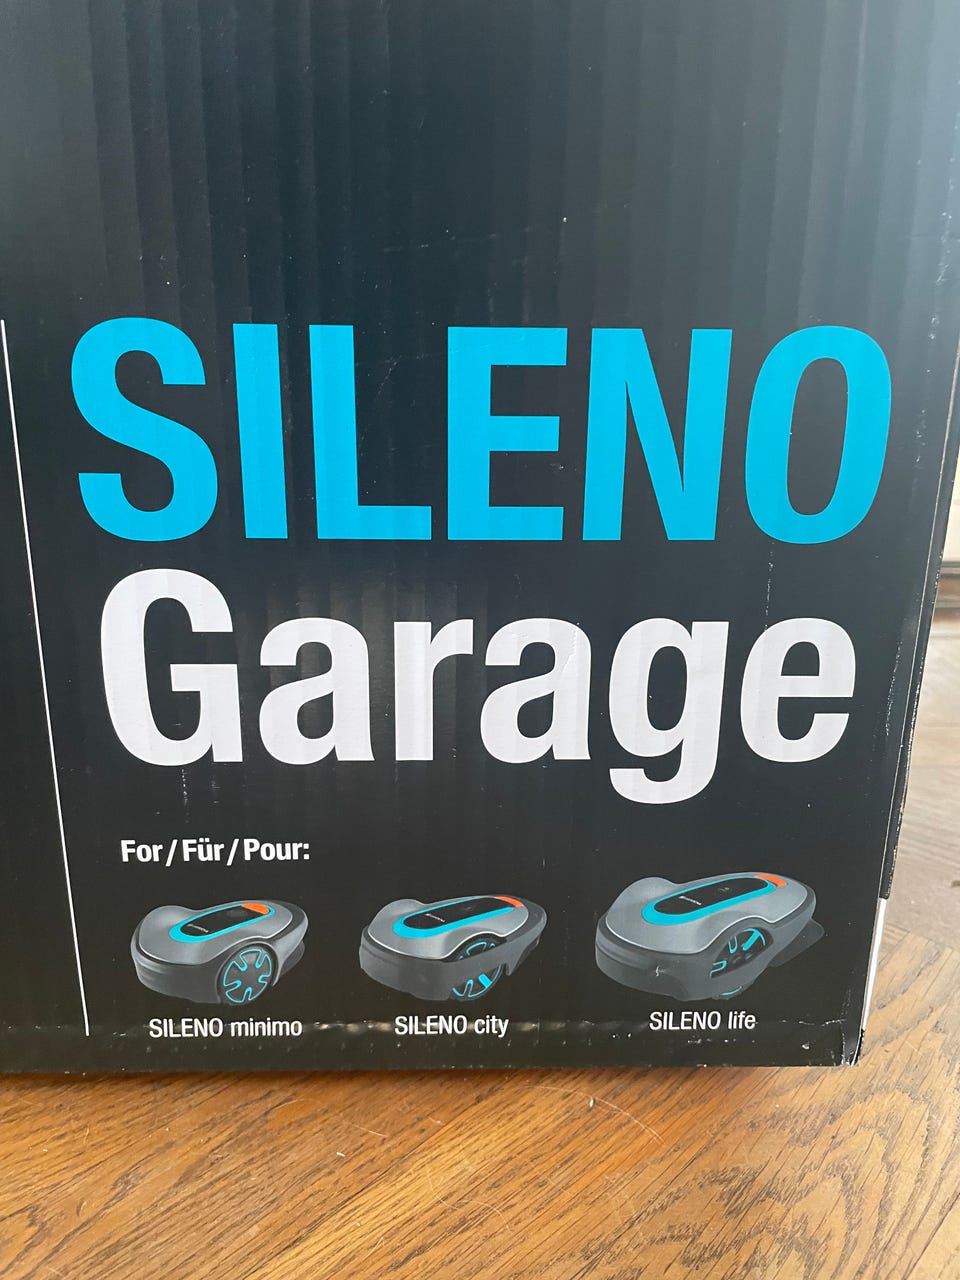 SILENO
Garage
For / Für / Pour:
SILENO minimo
SILENO city
SILENO life